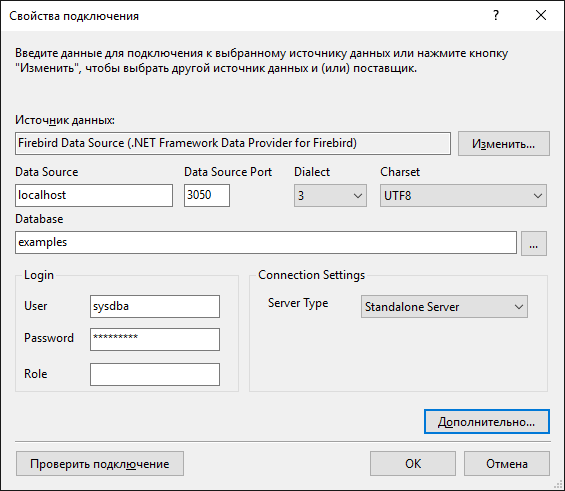 Свойства подключения
? ×
Введите данные для подключения к выбранному источнику данных или нажмите кнопку
"Изменить", чтобы выбрать другой источник данных и (или) поставщик.
Источник данных:
Firebird Data Source (.NET Framework Data Provider for Firebird)
Изменить...
Data Source Data Source Port Dialect Charset
localhost 3050 3 UTF8
Database
examples ...
Login Connection Settings
User sysdba Server Type Standalone Server
Password *********
Role
Дополнительно...
Проверить подключение OK Отмена